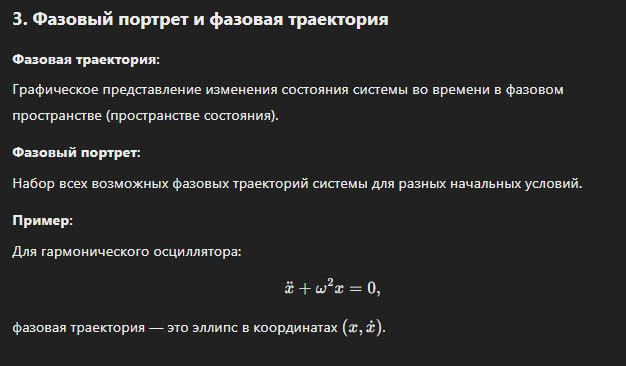 3. Фазовый портрет и фазовая траектория
Фазовая траектория:
Графическое представление изменения состояния системы во времени в фазовом
пространстве (пространстве состояния).
Фазовый портрет:
Набор всех возможных фазовых траекторий системы для разных начальных условий.
Пример:
Для гармонического осциллятора:
ẍ + ω²x = 0,
фазовая траектория — это эллипс в координатах (x, ẋ).